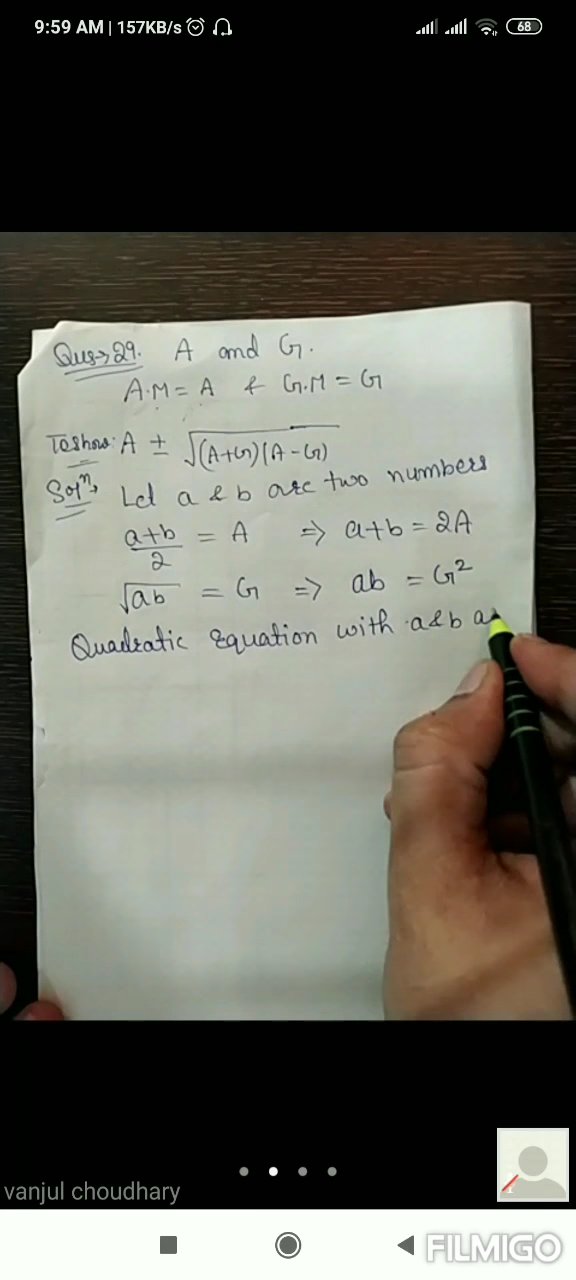 9:59 AM | 157KB/s
68
Ques→29. A and G.
A.M = A & G.M = G
To Show: A ± √(A+G)(A-G)
Solⁿ→ Let a & b are two numbers
a+b/2 = A ⇒ a+b = 2A
√ab = G ⇒ ab = G²
Quadratic Equation with a & b a
vanjul choudhary
FILMIGO